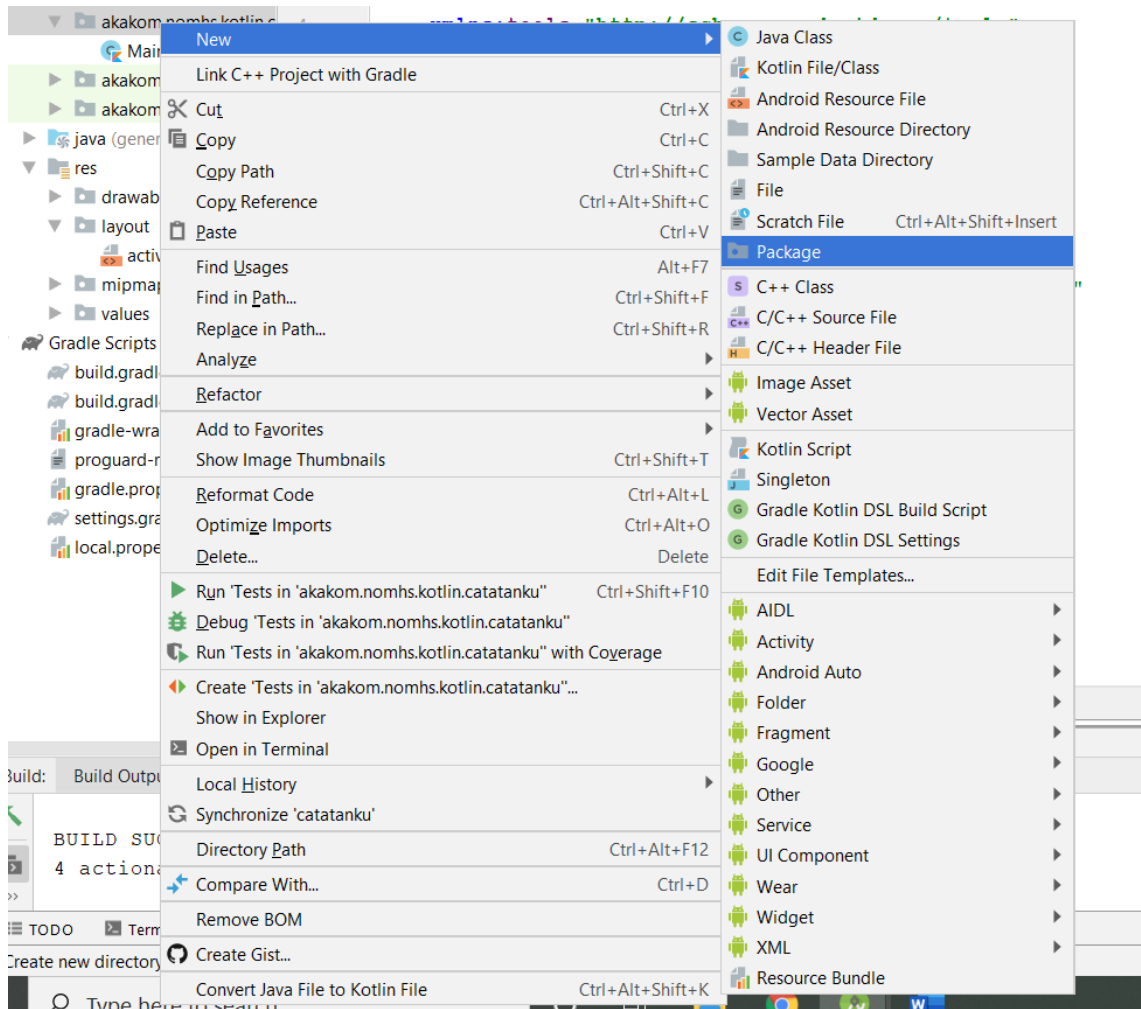 akakom.nomhs.kotlin.c
Mair
akakom
akakom
java (gener
res
drawab
layout
activ
mipmap
values
Gradle Scripts
build.gradl
build.gradl
gradle-wra
proguard-r
gradle.prop
settings.gra
local.prope
New
Link C++ Project with Gradle
Cut Ctrl+X
Copy Ctrl+C
Copy Path Ctrl+Shift+C
Copy Reference Ctrl+Alt+Shift+C
Paste Ctrl+V
Find Usages Alt+F7
Find in Path... Ctrl+Shift+F
Replace in Path... Ctrl+Shift+R
Analyze
Refactor
Add to Favorites
Show Image Thumbnails Ctrl+Shift+T
Reformat Code Ctrl+Alt+L
Optimize Imports Ctrl+Alt+O
Delete... Delete
Run 'Tests in 'akakom.nomhs.kotlin.catatanku'' Ctrl+Shift+F10
Debug 'Tests in 'akakom.nomhs.kotlin.catatanku''
Run 'Tests in 'akakom.nomhs.kotlin.catatanku'' with Coverage
Create 'Tests in 'akakom.nomhs.kotlin.catatanku''...
Show in Explorer
Open in Terminal
Local History
Synchronize 'catatanku'
Directory Path Ctrl+Alt+F12
Compare With... Ctrl+D
Remove BOM
Create Gist...
Convert Java File to Kotlin File Ctrl+Alt+Shift+K
Java Class
Kotlin File/Class
Android Resource File
Android Resource Directory
Sample Data Directory
File
Scratch File Ctrl+Alt+Shift+Insert
Package
C++ Class
C/C++ Source File
C/C++ Header File
Image Asset
Vector Asset
Kotlin Script
Singleton
Gradle Kotlin DSL Build Script
Gradle Kotlin DSL Settings
Edit File Templates...
AIDL
Activity
Android Auto
Folder
Fragment
Google
Other
Service
UI Component
Wear
Widget
XML
Resource Bundle
Build: Build Outpu
BUILD SUC
4 actiona
TODO Term
Create new directory
Type here to search